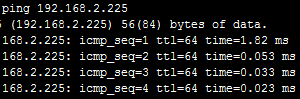 ping 192.168.2.225
(192.168.2.225) 56(84) bytes of data.
168.2.225: icmp_seq=1 ttl=64 time=1.82 ms
168.2.225: icmp_seq=2 ttl=64 time=0.053 ms
168.2.225: icmp_seq=3 ttl=64 time=0.033 ms
168.2.225: icmp_seq=4 ttl=64 time=0.023 ms